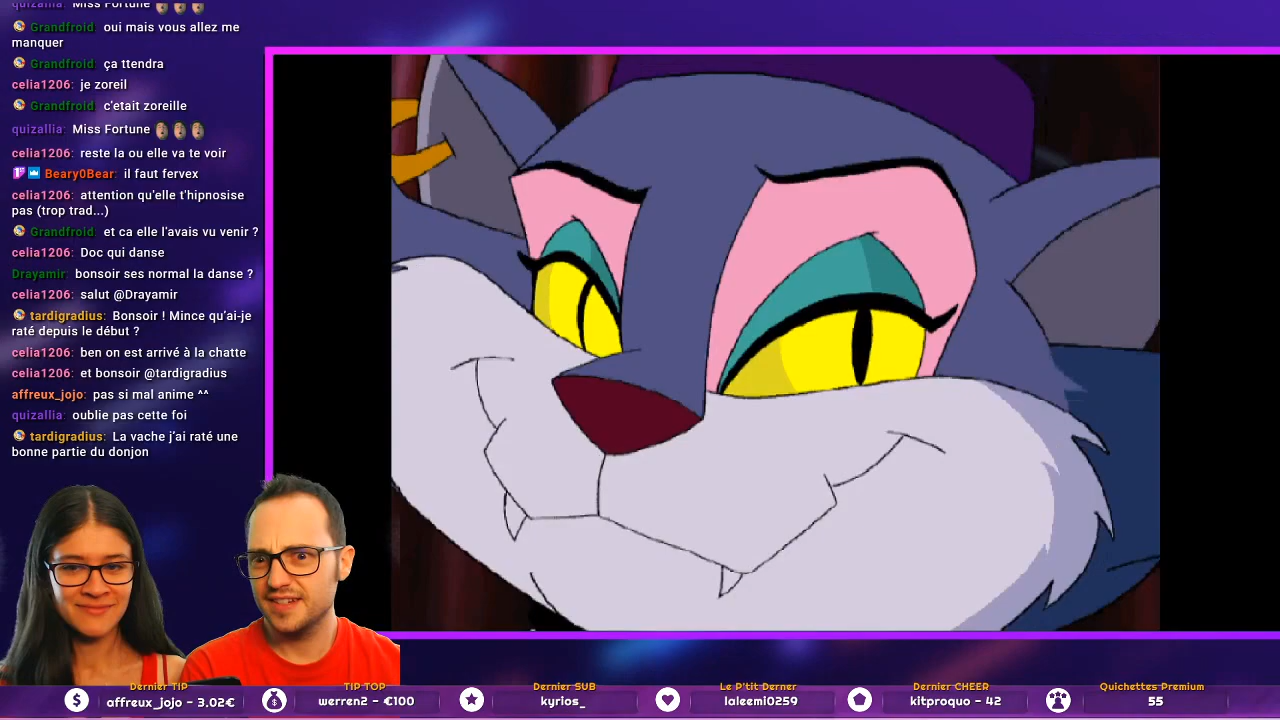 quizallia: Miss Fortune
Grandfroid: oui mais vous allez me
manquer
Grandfroid: ça ttendra
celia1206: je zoreil
Grandfroid: c'etait zoreille
quizallia: Miss Fortune
celia1206: reste la ou elle va te voir
Beary0Bear: il faut fervex
celia1206: attention qu'elle t'hipnosise
pas (trop trad...)
Grandfroid: et ca elle l'avais vu venir ?
celia1206: Doc qui danse
Drayamir: bonsoir ses normal la danse ?
celia1206: salut @Drayamir
tardigradius: Bonsoir ! Mince qu'ai-je
raté depuis le début ?
celia1206: ben on est arrivé à la chatte
celia1206: et bonsoir @tardigradius
affreux_jojo: pas si mal anime ^^
quizallia: oublie pas cette foi
tardigradius: La vache j'ai raté une
bonne partie du donjon
Dernier TIP
affreux_jojo - 3.02€
TIP TOP
werren2 - €100
Dernier SUB
kyrios_
Le P'tit Derner
laleemi0259
Dernier CHEER
kitproquo - 42
Quichettes Premium
55